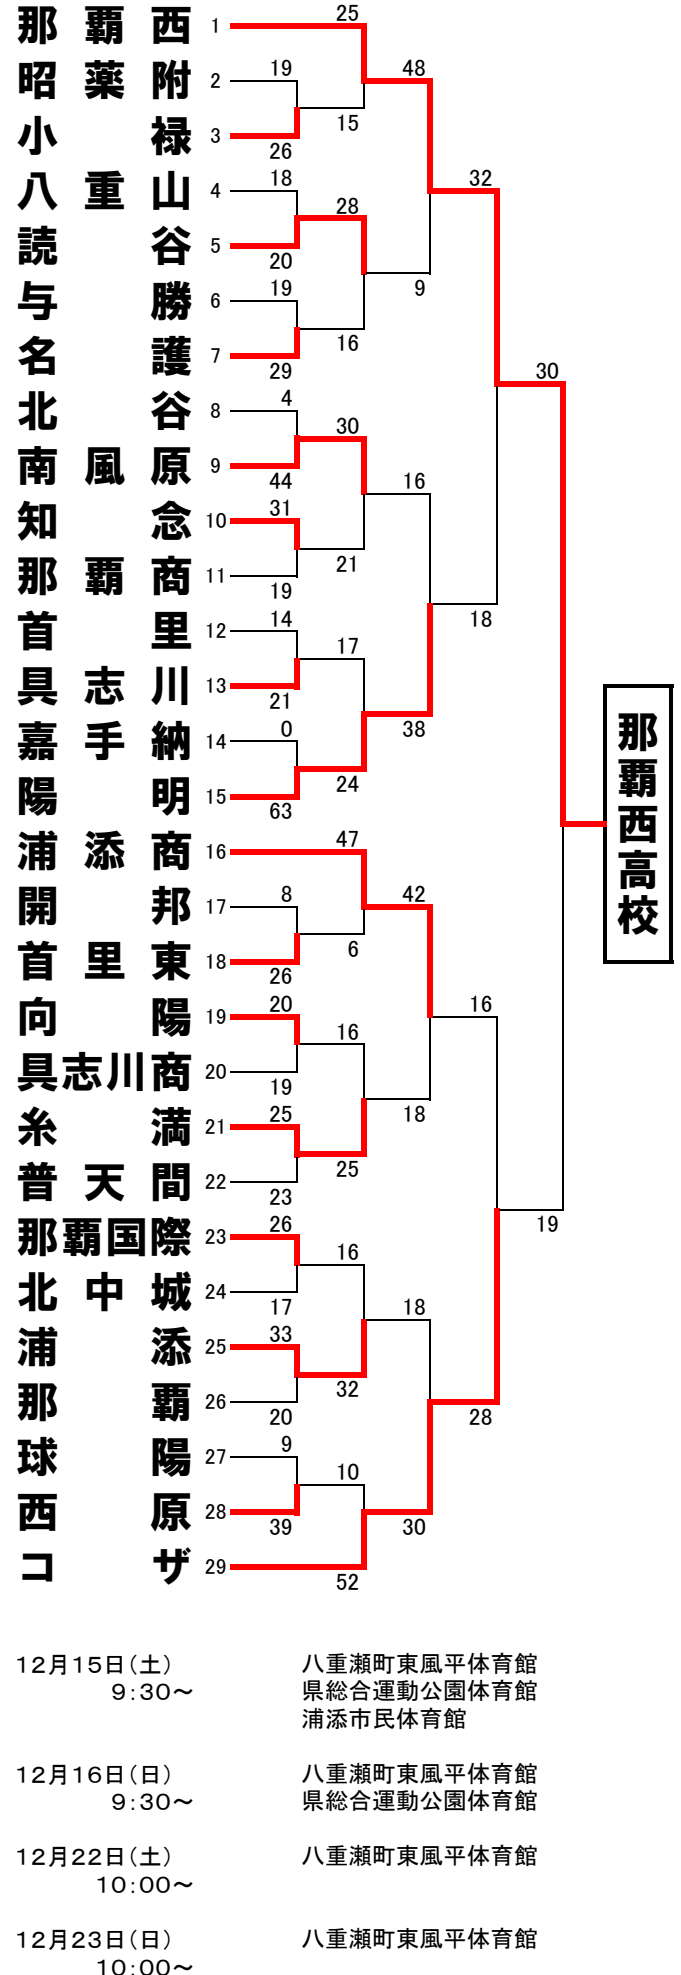 那覇西 1
昭薬附 2
小禄 3
八重山 4
読谷 5
与勝 6
名護 7
北谷 8
南風原 9
知念 10
那覇商 11
首里 12
具志川 13
嘉手納 14
陽明 15
浦添商 16
開邦 17
首里東 18
向陽 19
具志川商 20
糸満 21
普天間 22
那覇国際 23
北中城 24
浦添 25
那覇 26
球陽 27
西原 28
コザ 29
19
26
18
20
19
29
4
44
31
19
14
21
0
63
8
26
20
19
25
23
26
17
33
20
9
39
25
15
28
16
30
21
17
24
47
6
16
25
16
32
10
52
48
9
16
38
42
18
18
30
32
18
16
28
30
19
那覇西高校
12月15日(土) 八重瀬町東風平体育館
9:30～ 県総合運動公園体育館
浦添市民体育館
12月16日(日) 八重瀬町東風平体育館
9:30～ 県総合運動公園体育館
12月22日(土) 八重瀬町東風平体育館
10:00～
12月23日(日) 八重瀬町東風平体育館
10:00～